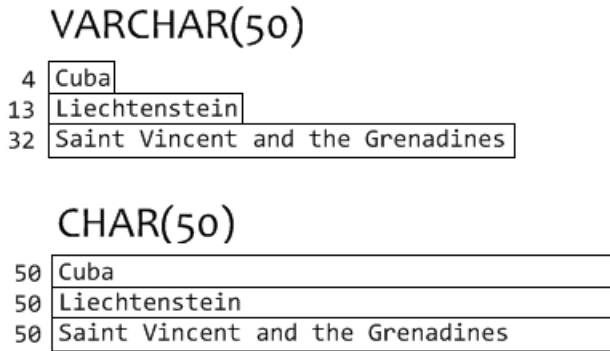 VARCHAR(50)
4 Cuba
13 Liechtenstein
32 Saint Vincent and the Grenadines
CHAR(50)
50 Cuba
50 Liechtenstein
50 Saint Vincent and the Grenadines